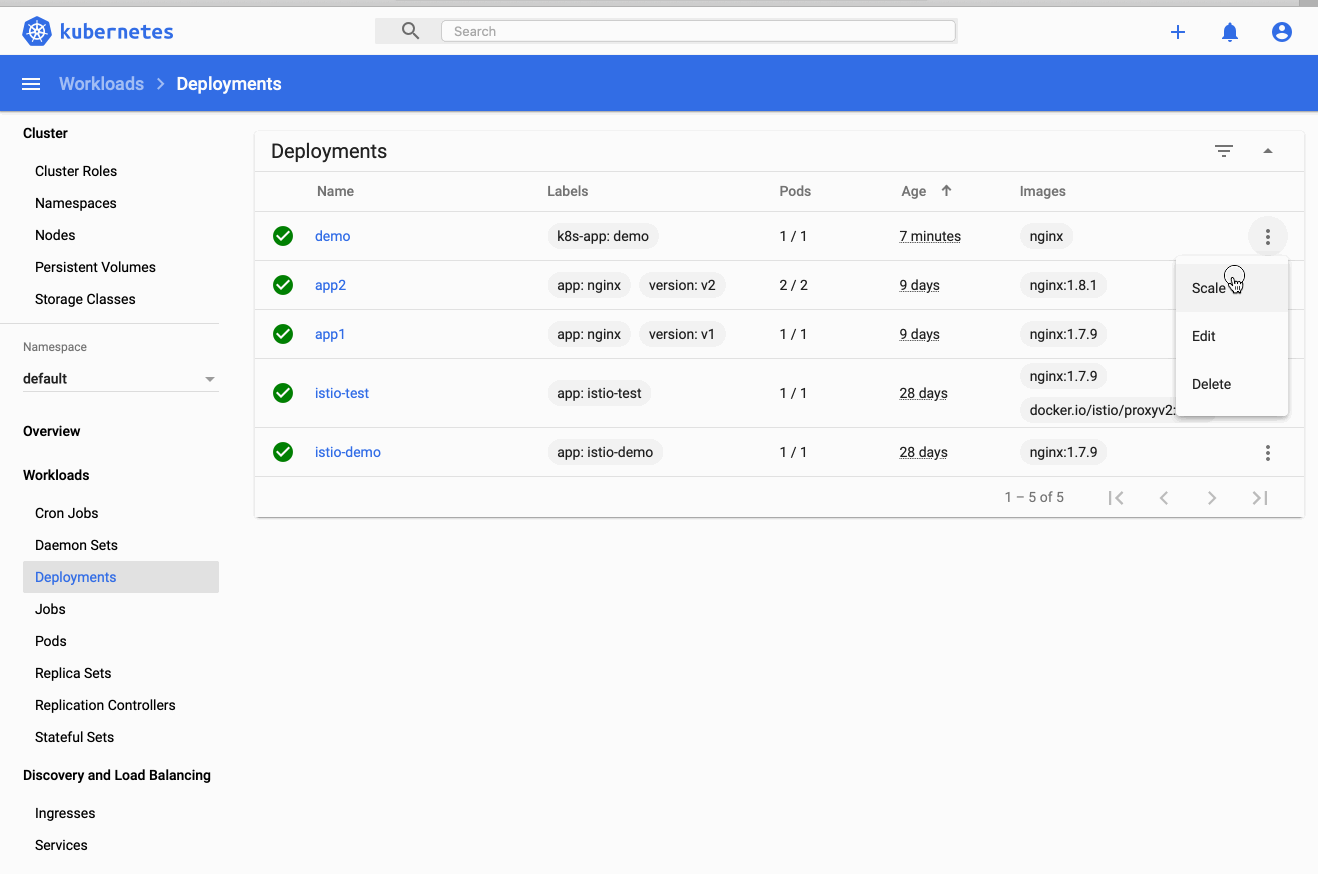 kubernetes
Search
Workloads > Deployments
Cluster
Cluster Roles
Namespaces
Nodes
Persistent Volumes
Storage Classes
Namespace
default
Overview
Workloads
Cron Jobs
Daemon Sets
Deployments
Jobs
Pods
Replica Sets
Replication Controllers
Stateful Sets
Discovery and Load Balancing
Ingresses
Services
Deployments
Name Labels Pods Age Images
demo k8s-app: demo 1 / 1 7 minutes nginx
app2 app: nginx version: v2 2 / 2 9 days nginx:1.8.1
app1 app: nginx version: v1 1 / 1 9 days nginx:1.7.9
istio-test app: istio-test 1 / 1 28 days nginx:1.7.9
docker.io/istio/proxyv2:
istio-demo app: istio-demo 1 / 1 28 days nginx:1.7.9
1 – 5 of 5
Scale
Edit
Delete